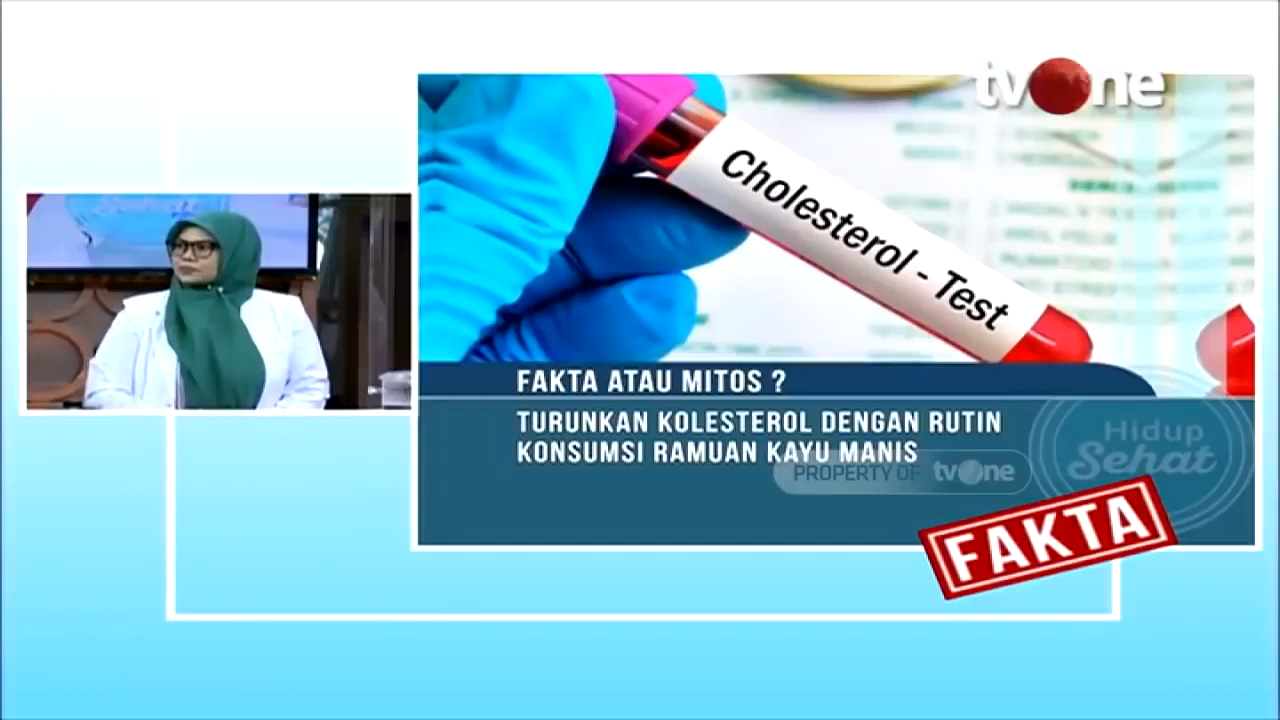 tvOne
Cholesterol - Test
FAKTA ATAU MITOS ?
TURUNKAN KOLESTEROL DENGAN RUTIN
KONSUMSI RAMUAN KAYU MANIS
Hidup
Sehat
PROPERTY OF tvOne
FAKTA